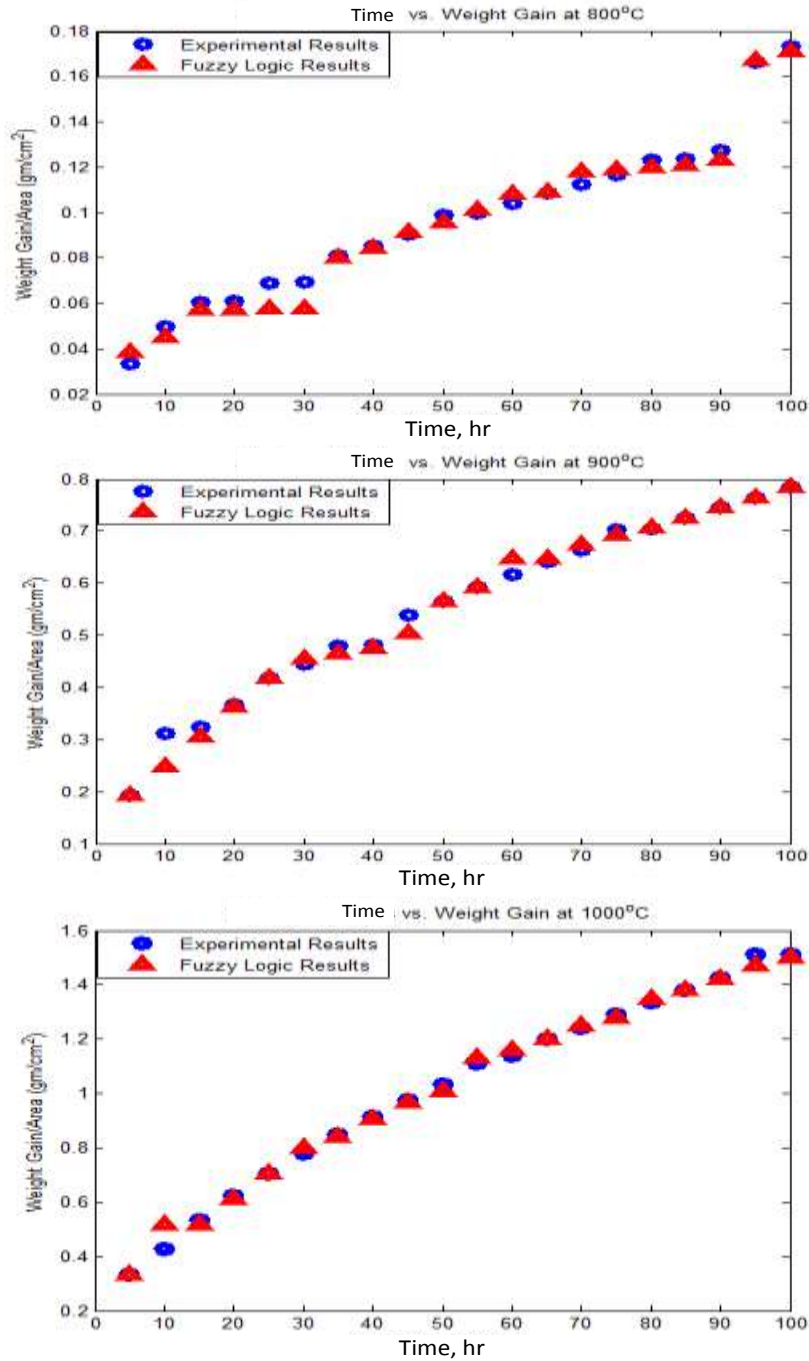 Time vs. Weight Gain at 800°C
Experimental Results
Fuzzy Logic Results
0.18
0.16
0.14
0.12
0.1
0.08
0.06
0.04
0.02
Weight Gain/Area (gm/cm²)
0 10 20 30 40 50 60 70 80 90 100
Time, hr
Time vs. Weight Gain at 900°C
Experimental Results
Fuzzy Logic Results
0.8
0.7
0.6
0.5
0.4
0.3
0.2
0.1
Weight Gain/Area (gm/cm²)
0 10 20 30 40 50 60 70 80 90 100
Time, hr
Time vs. Weight Gain at 1000°C
Experimental Results
Fuzzy Logic Results
1.6
1.4
1.2
1
0.8
0.6
0.4
0.2
Weight Gain/Area (gm/cm²)
0 10 20 30 40 50 60 70 80 90 100
Time, hr